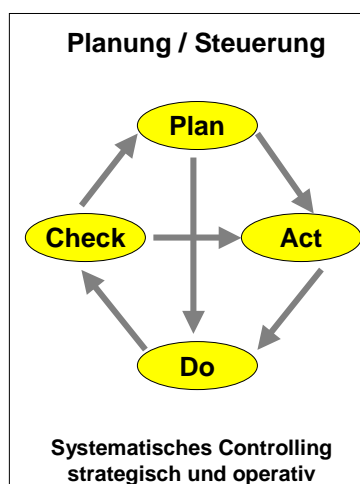 Planung / Steuerung
Plan
Check
Act
Do
Systematisches Controlling
strategisch und operativ